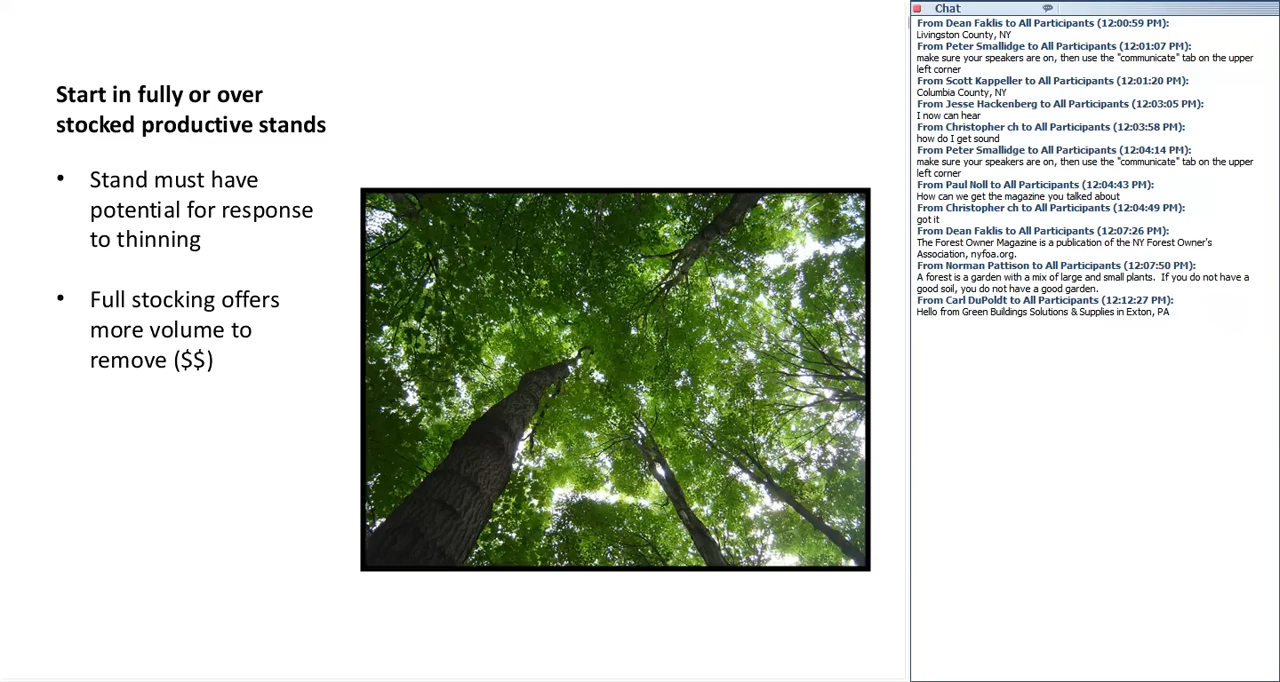 Start in fully or over
stocked productive stands
• Stand must have
potential for response
to thinning
• Full stocking offers
more volume to
remove ($$)
Chat
From Dean Faklis to All Participants (12:00:59 PM):
Livingston County, NY
From Peter Smallidge to All Participants (12:01:07 PM):
make sure your speakers are on, then use the "communicate" tab on the upper
left corner
From Scott Kappeller to All Participants (12:01:20 PM):
Columbia County, NY
From Jesse Hackenberg to All Participants (12:03:05 PM):
I now can hear
From Christopher ch to All Participants (12:03:58 PM):
how do I get sound
From Peter Smallidge to All Participants (12:04:14 PM):
make sure your speakers are on, then use the "communicate" tab on the upper
left corner
From Paul Noll to All Participants (12:04:43 PM):
How can we get the magazine you talked about
From Christopher ch to All Participants (12:04:49 PM):
got it
From Dean Faklis to All Participants (12:07:26 PM):
The Forest Owner Magazine is a publication of the NY Forest Owner's
Association, nyfoa.org.
From Norman Pattison to All Participants (12:07:50 PM):
A forest is a garden with a mix of large and small plants.  If you do not have a
good soil, you do not have a good garden.
From Carl DuPoldt to All Participants (12:12:27 PM):
Hello from Green Buildings Solutions & Supplies in Exton, PA